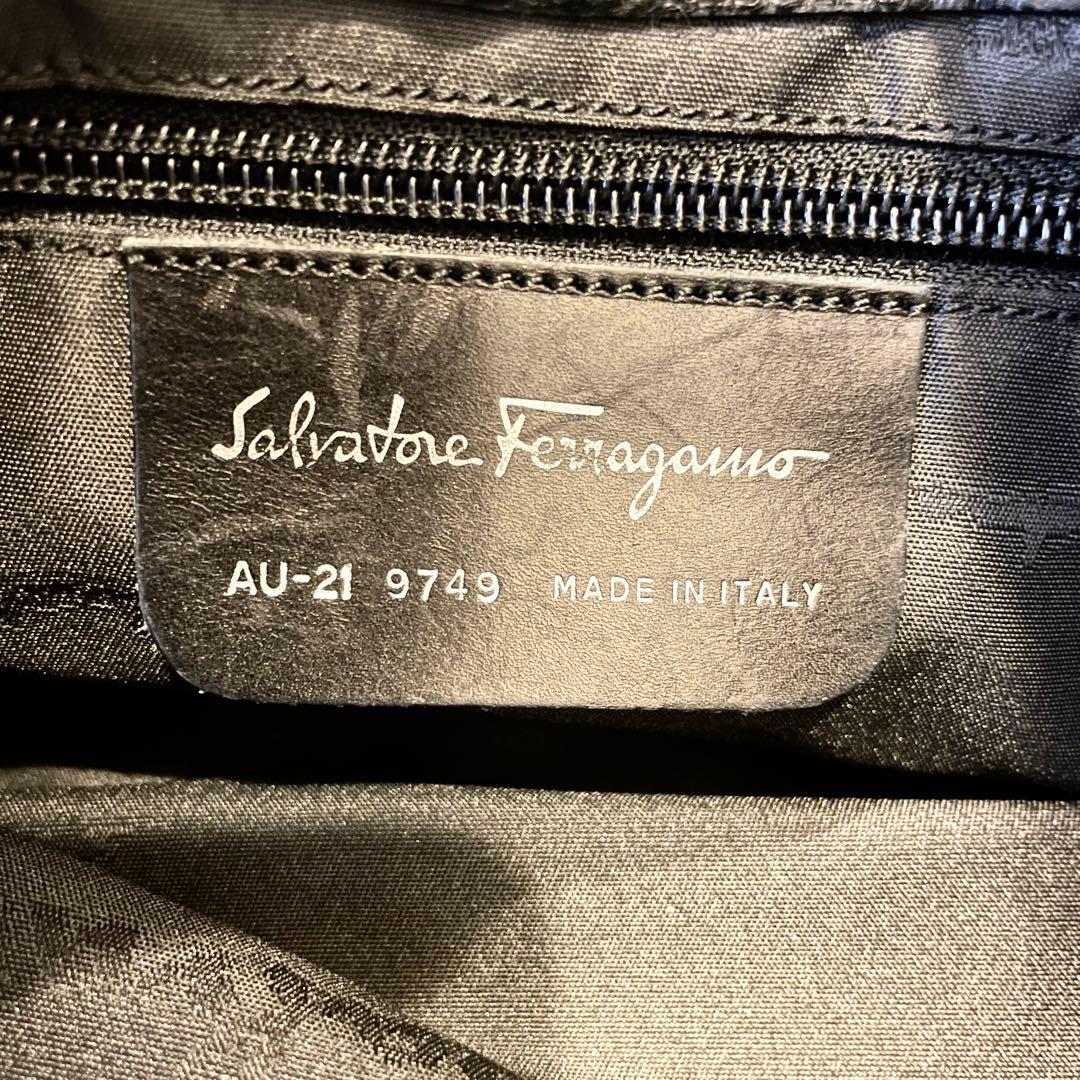 Salvatore Ferragamo
AU-21 9749 MADE IN ITALY